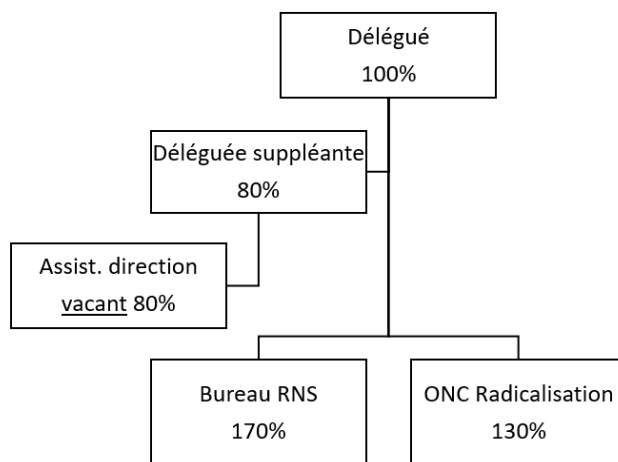 Délégué
100%
Déléguée suppléante
80%
Assist. direction
vacant 80%
Bureau RNS
170%
ONC Radicalisation
130%